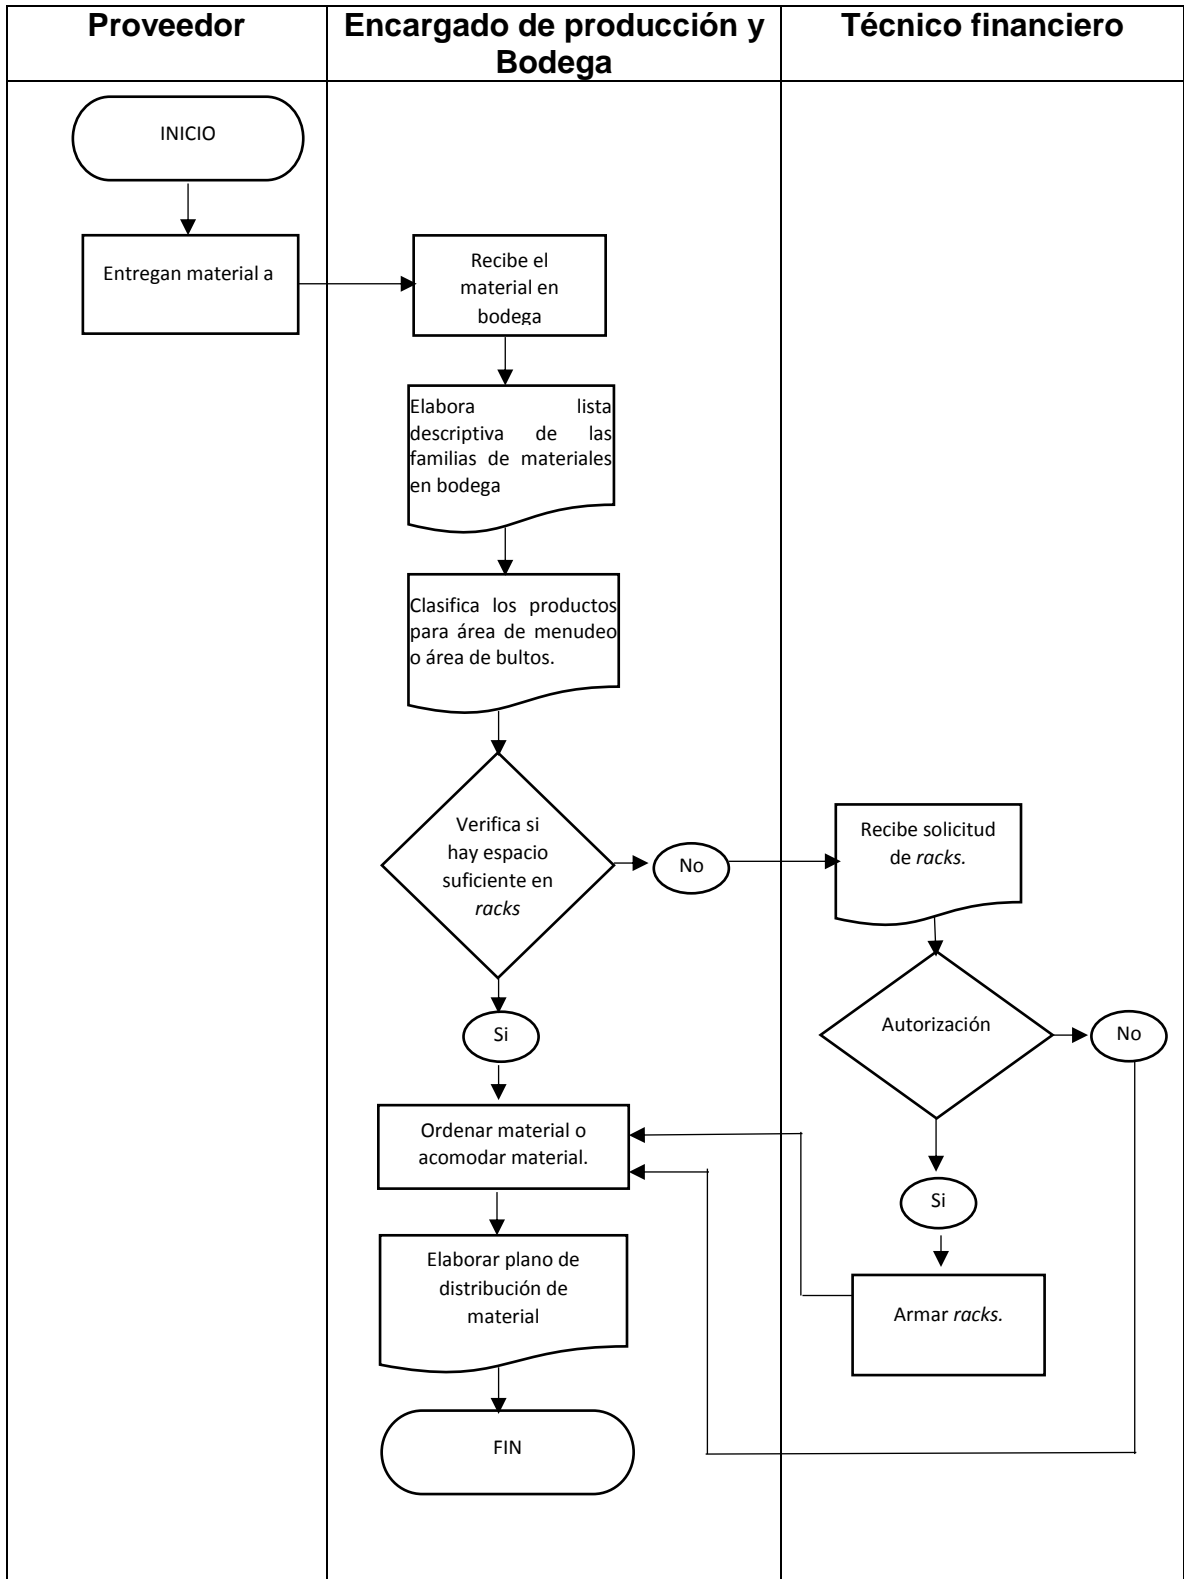 Proveedor
Encargado de producción y
Bodega
Técnico financiero
INICIO
Entregan material a
Recibe el
material en
bodega
Elabora lista
descriptiva de las
familias de materiales
en bodega
Clasifica los productos
para área de menudeo
o área de bultos.
Verifica si
hay espacio
suficiente en
racks
No
Recibe solicitud
de racks.
Autorización
No
Si
Si
Ordenar material o
acomodar material.
Armar racks.
Elaborar plano de
distribución de
material
FIN